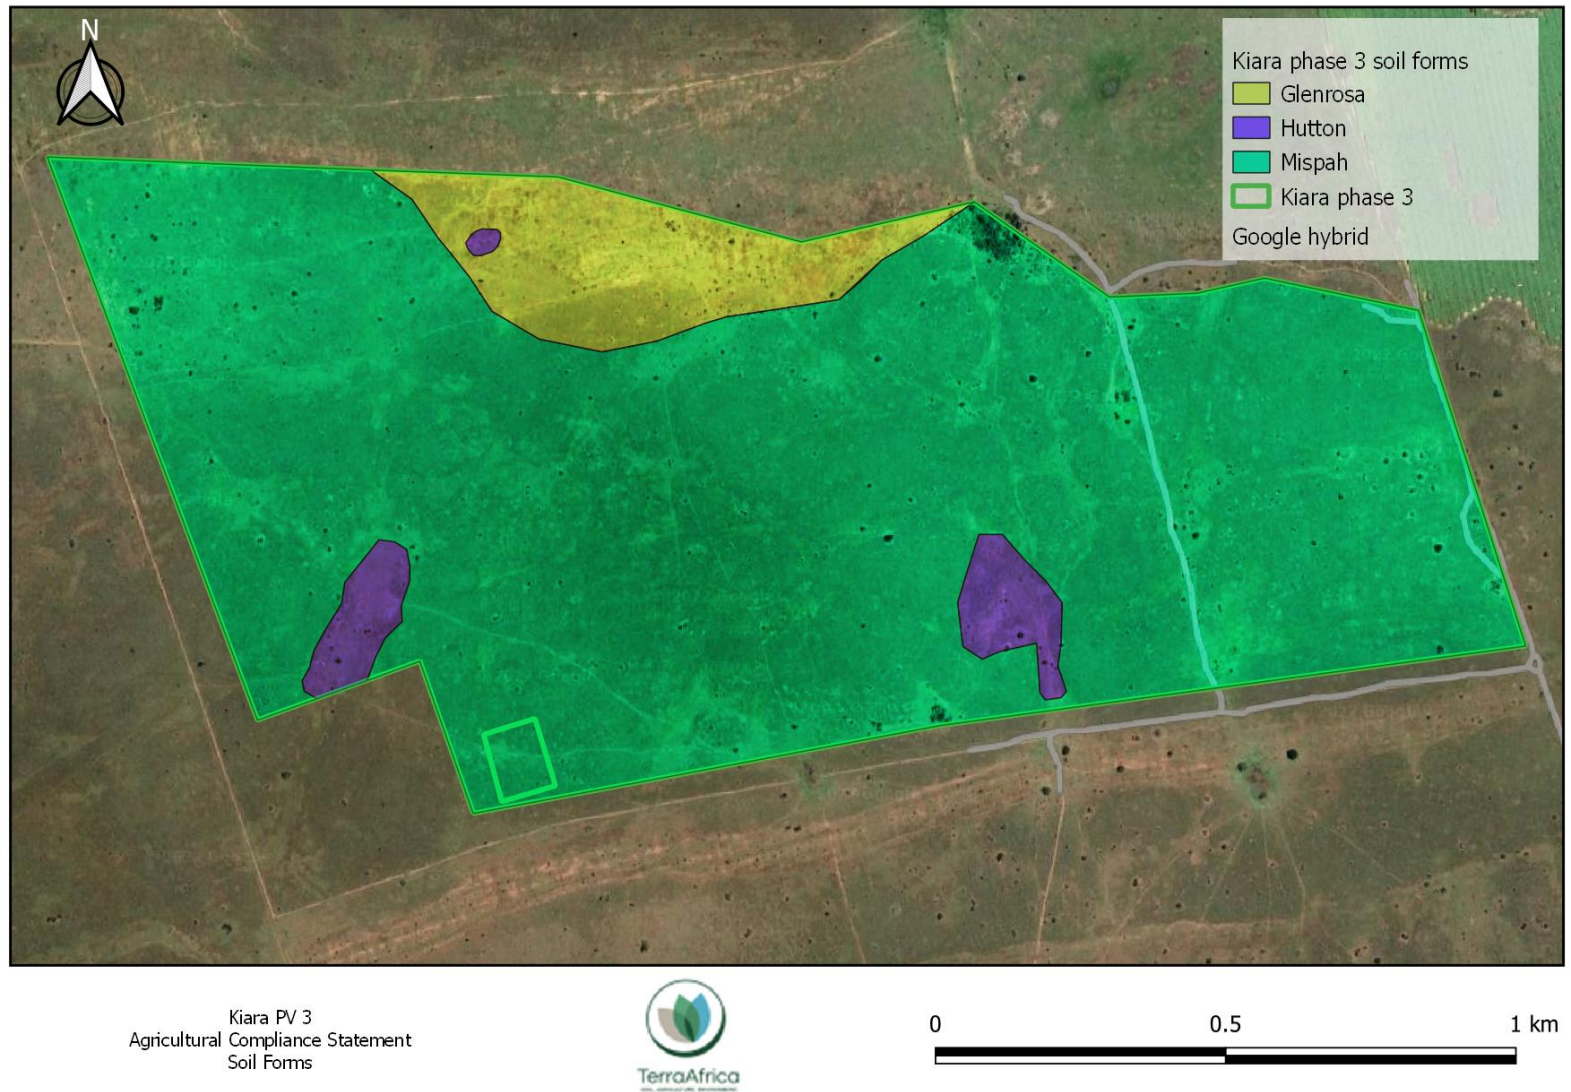 N
Kiara phase 3 soil forms
Glenrosa
Hutton
Mispah
Kiara phase 3
Google hybrid
Kiara PV 3
Agricultural Compliance Statement
Soil Forms
TerraAfrica
0 0.5 1 km